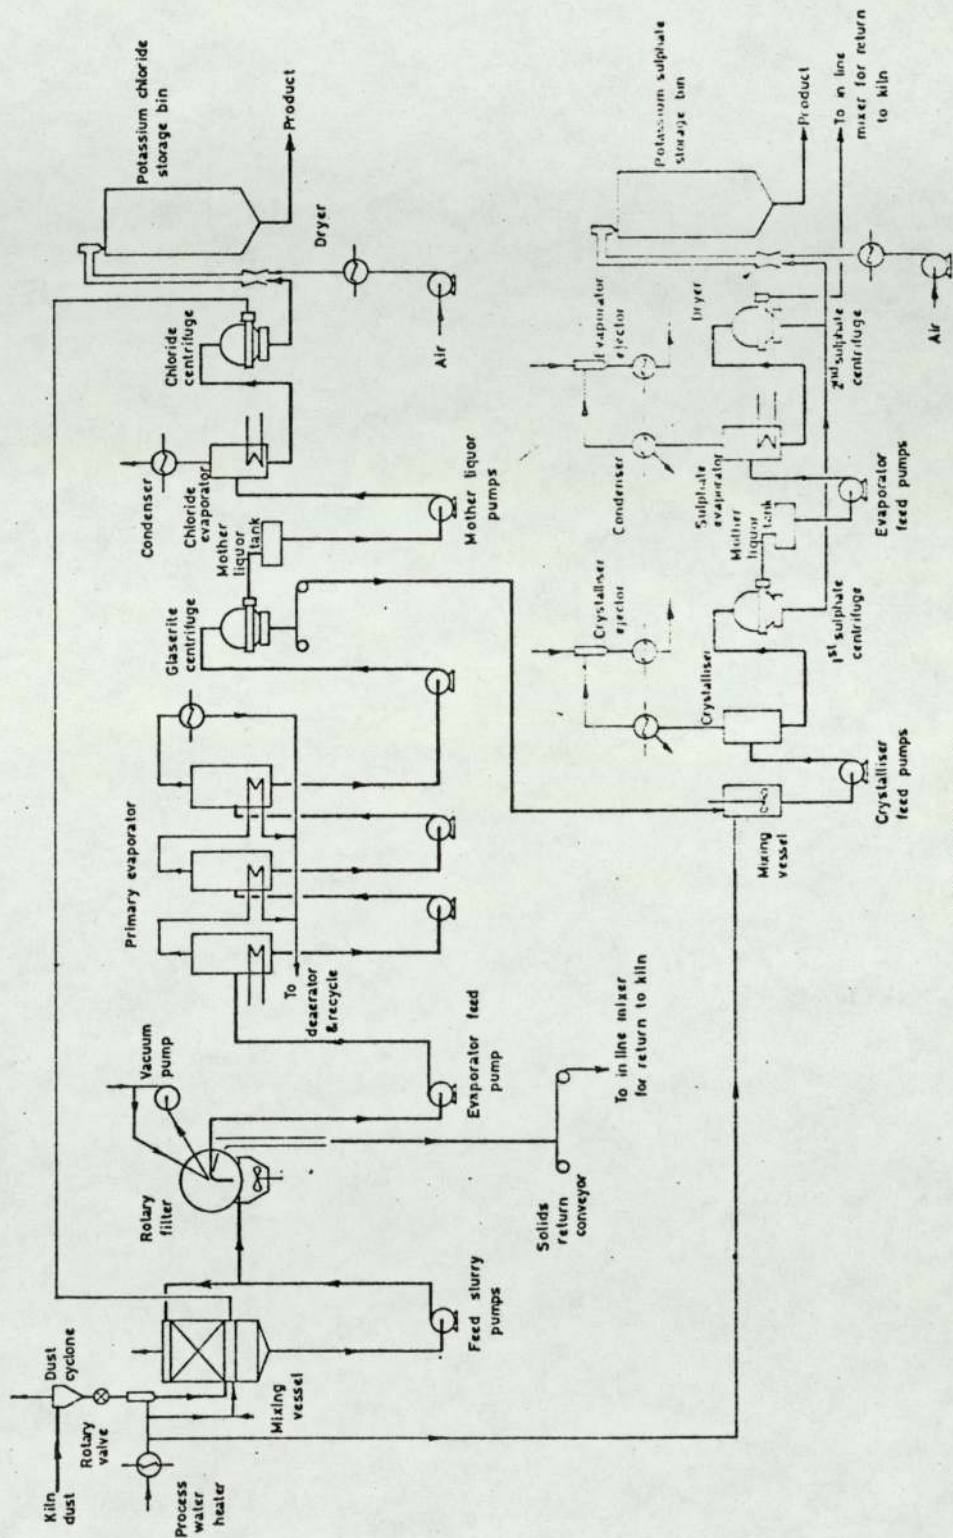 Kiln
dust
Dust
cyclone
Rotary
valve
Process
water
heater
Mixing
vessel
Feed slurry
pumps
Rotary
filter
Vacuum
pump
Solids
return
conveyor
To in line mixer
for return to kiln
Evaporator feed
pump
Primary evaporator
To
deaerator
& recycle
Glaserite
centrifuge
Mother
liquor
tank
Mother liquor
pumps
Condenser
Chloride
evaporator
Chloride
centrifuge
Air
Dryer
Potassium chloride
storage bin
Product
Mixing
vessel
Crystalliser
feed pumps
Crystalliser
Crystalliser
ejector
1st sulphate
centrifuge
Mother
liquor
tank
Evaporator
feed pumps
Sulphate
evaporator
Condenser
Evaporator
ejector
Dryer
2nd sulphate
centrifuge
Air
Potassium sulphate
storage bin
Product
To in line
mixer for return
to kiln